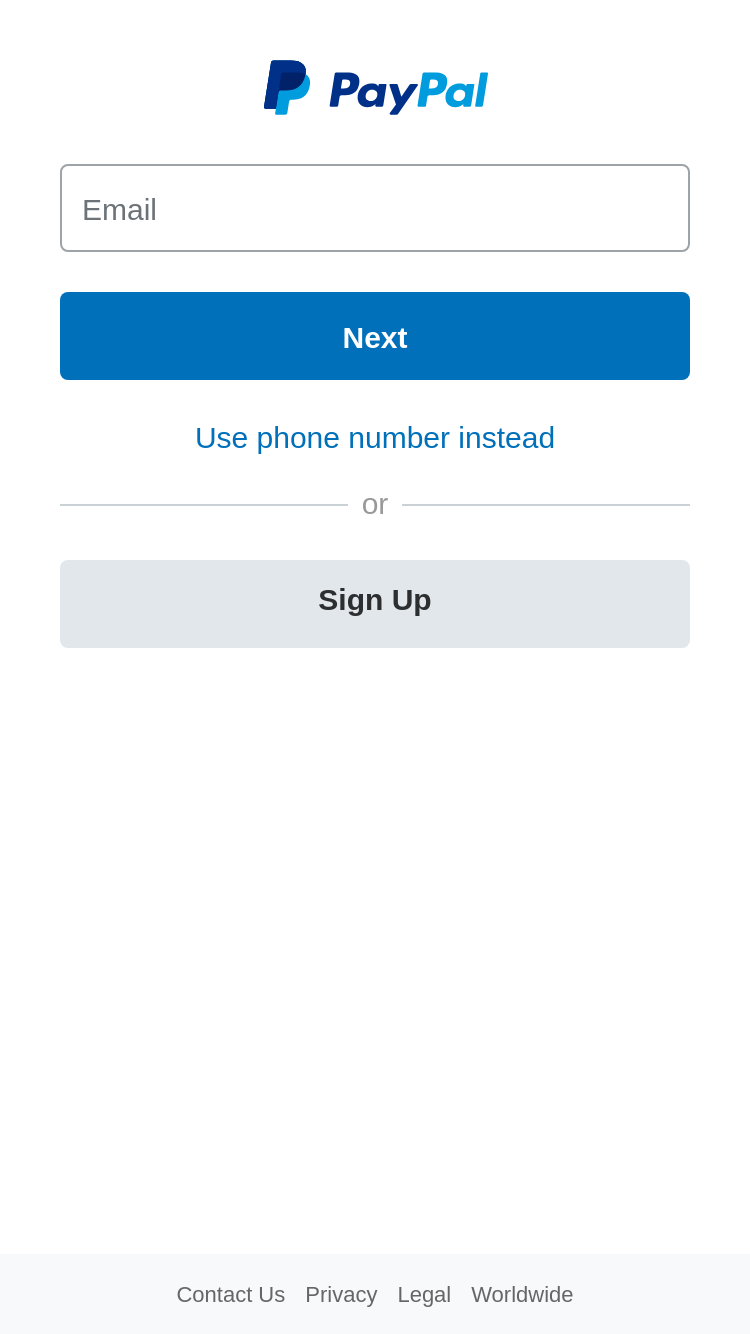 PayPal
Email
Next
Use phone number instead
or
Sign Up
Contact Us Privacy Legal Worldwide